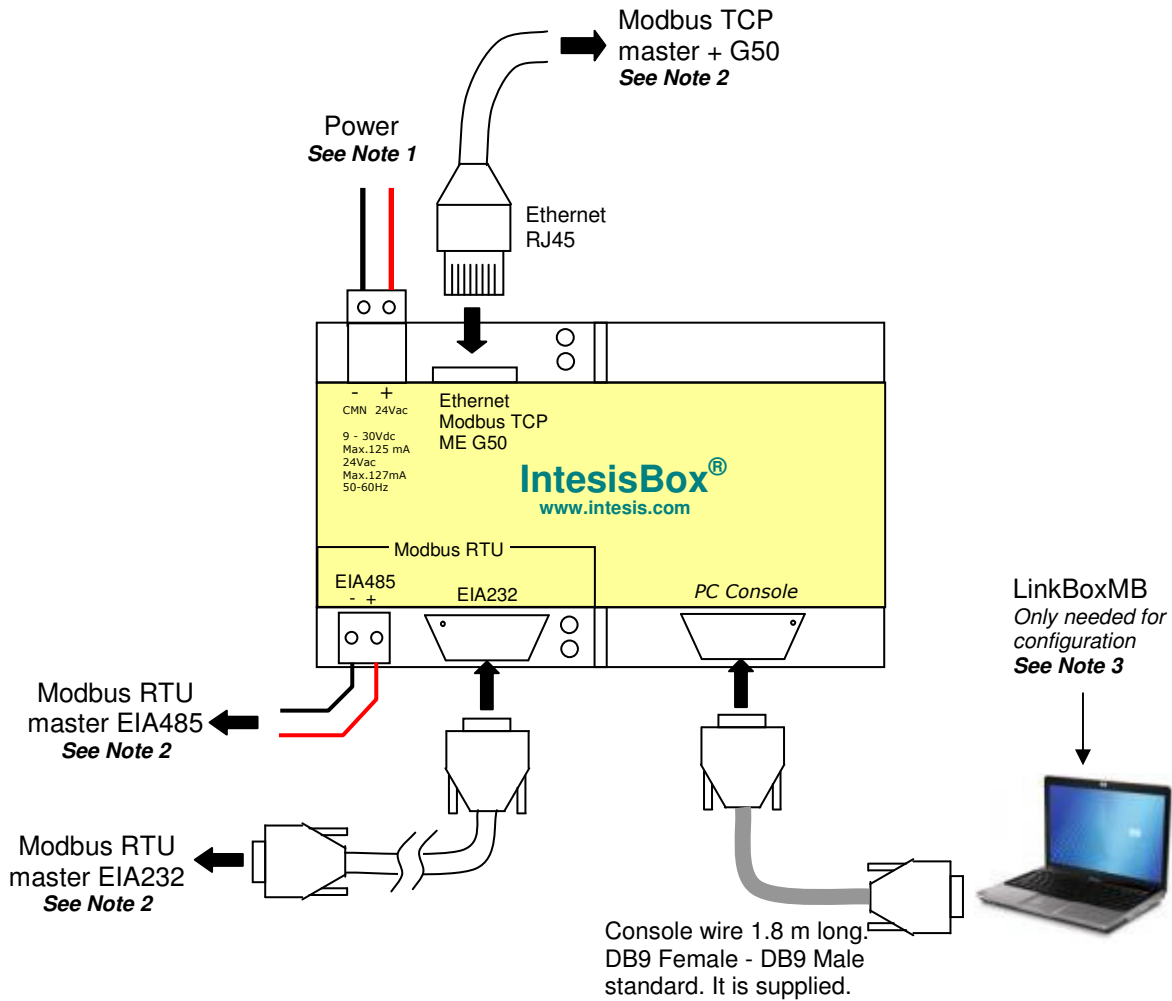 Modbus TCP
master + G50
See Note 2
Power
See Note 1
Ethernet
RJ45
- +
CMN 24Vac
9 - 30Vdc
Max.125 mA
24Vac
Max.127mA
50-60Hz
Ethernet
Modbus TCP
ME G50
IntesisBox®
www.intesis.com
Modbus RTU
EIA485
- +
EIA232
PC Console
LinkBoxMB
Only needed for
configuration
See Note 3
Modbus RTU
master EIA485
See Note 2
Modbus RTU
master EIA232
See Note 2
Console wire 1.8 m long.
DB9 Female - DB9 Male
standard. It is supplied.